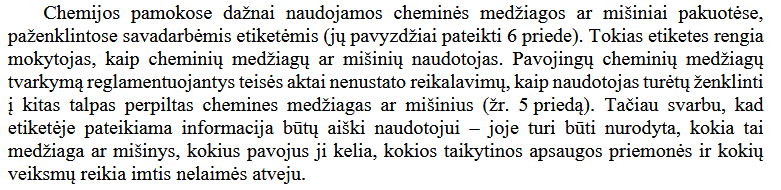 Chemijos pamokose dažnai naudojamos cheminės medžiagos ar mišiniai pakuotėse,
paženklintose savadarbėmis etiketėmis (jų pavyzdžiai pateikti 6 priede). Tokias etiketes rengia
mokytojas, kaip cheminių medžiagų ar mišinių naudotojas. Pavojingų cheminių medžiagų
tvarkymą reglamentuojantys teisės aktai nenustato reikalavimų, kaip naudotojas turėtų ženklinti
į kitas talpas perpiltas chemines medžiagas ar mišinius (žr. 5 priedą). Tačiau svarbu, kad
etiketėje pateikiama informacija būtų aiški naudotojui – joje turi būti nurodyta, kokia tai
medžiaga ar mišinys, kokius pavojus ji kelia, kokios taikytinos apsaugos priemonės ir kokių
veiksmų reikia imtis nelaimės atveju.